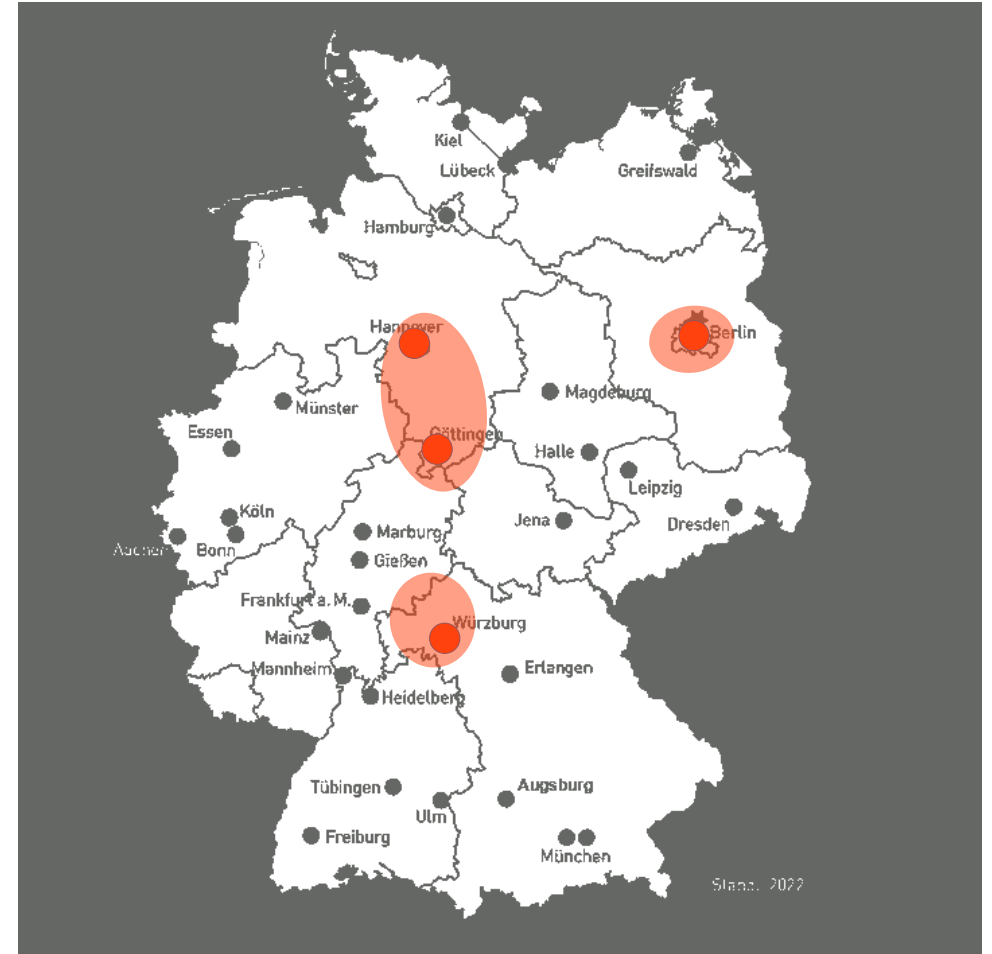 Kiel
Lübeck
Greifswald
Hamburg
Hannover
Berlin
Magdeburg
Münster
Essen
Göttingen
Halle
Leipzig
Köln
Jena
Dresden
Aachen
Bonn
Marburg
Gießen
Frankfurt a. M.
Würzburg
Mainz
Mannheim
Erlangen
Heidelberg
Tübingen
Augsburg
Ulm
Freiburg
München
Stand: 2022